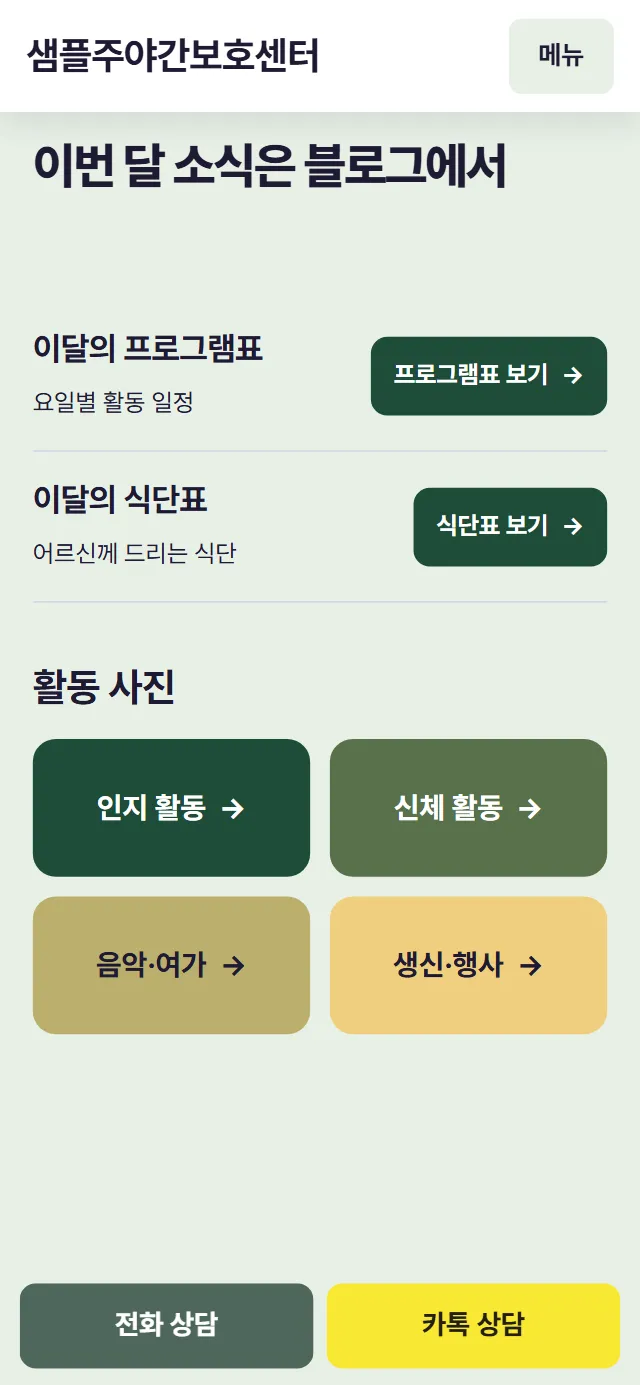 샘플주야간보호센터
메뉴
이번 달 소식은 블로그에서
이달의 프로그램표
요일별 활동 일정
프로그램표 보기 →
이달의 식단표
어르신께 드리는 식단
식단표 보기 →
활동 사진
인지 활동 →
신체 활동 →
음악·여가 →
생신·행사 →
전화 상담
카톡 상담